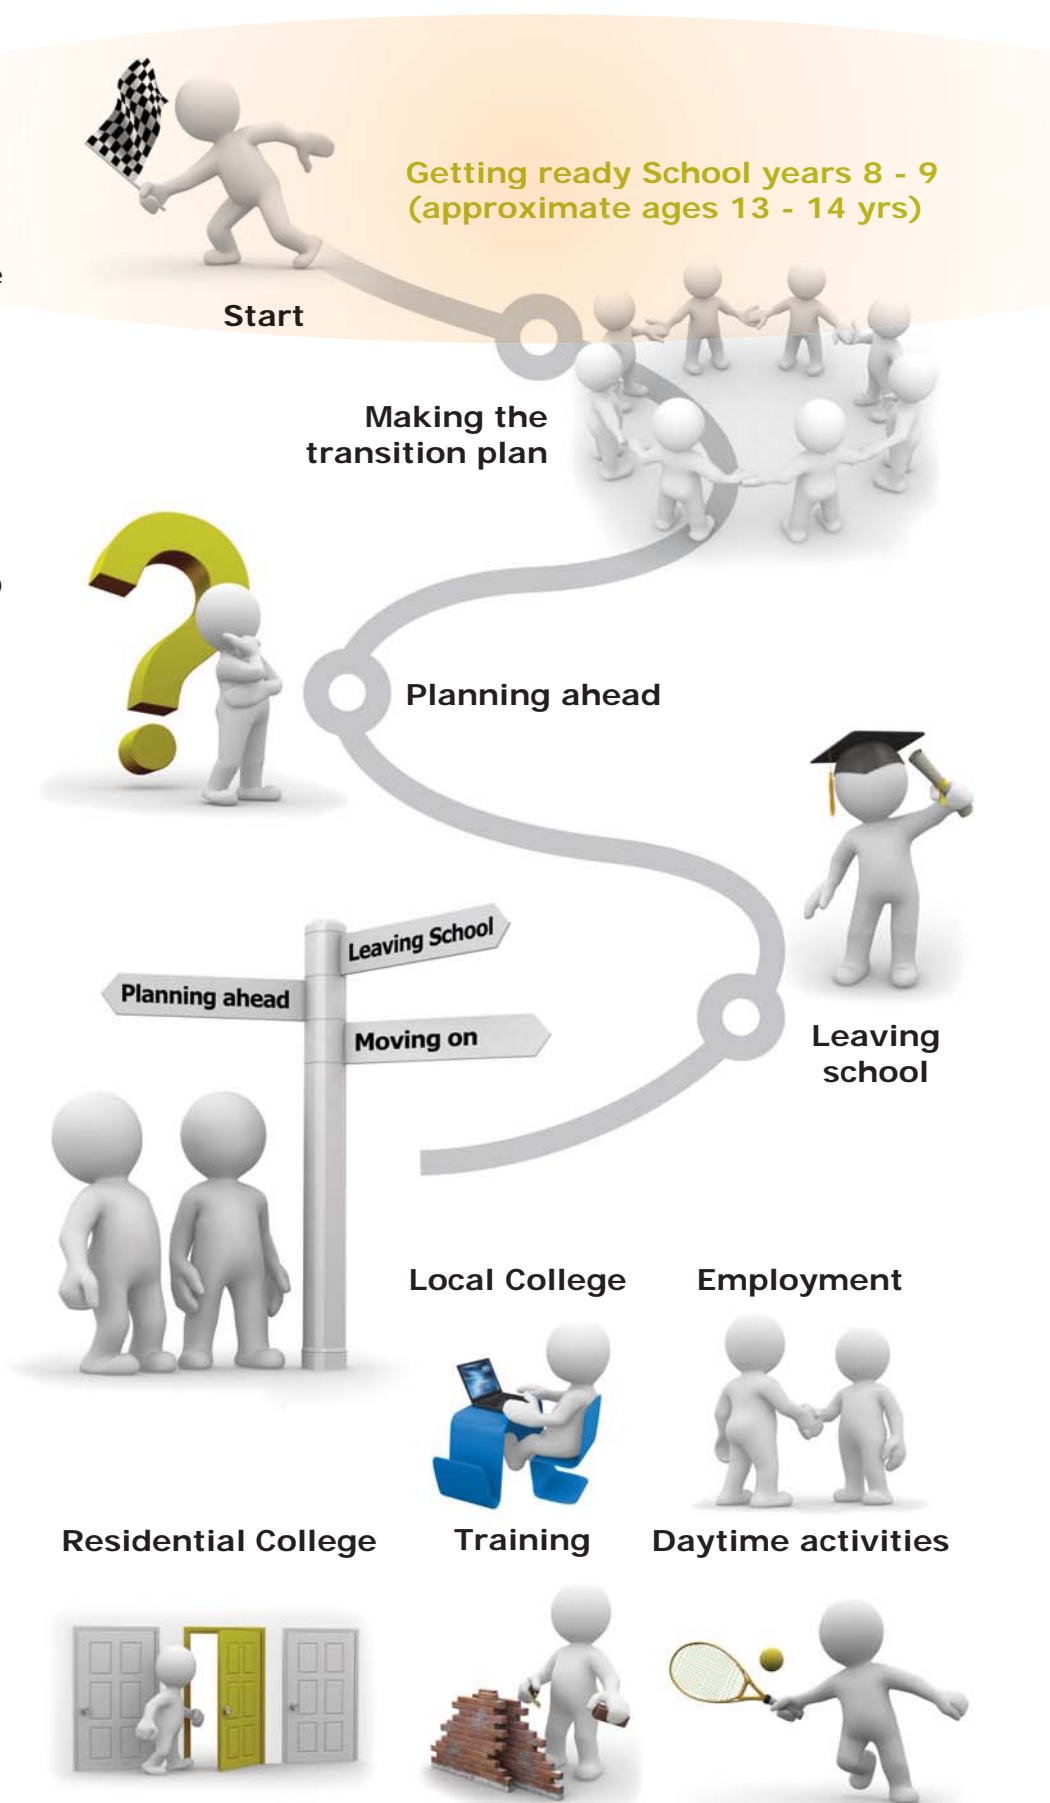 Getting ready School years 8 - 9
(approximate ages 13 - 14 yrs)
Start
Making the
transition plan
Planning ahead
Leaving School
Planning ahead
Moving on
Leaving
school
Local College
Employment
Residential College
Training
Daytime activities